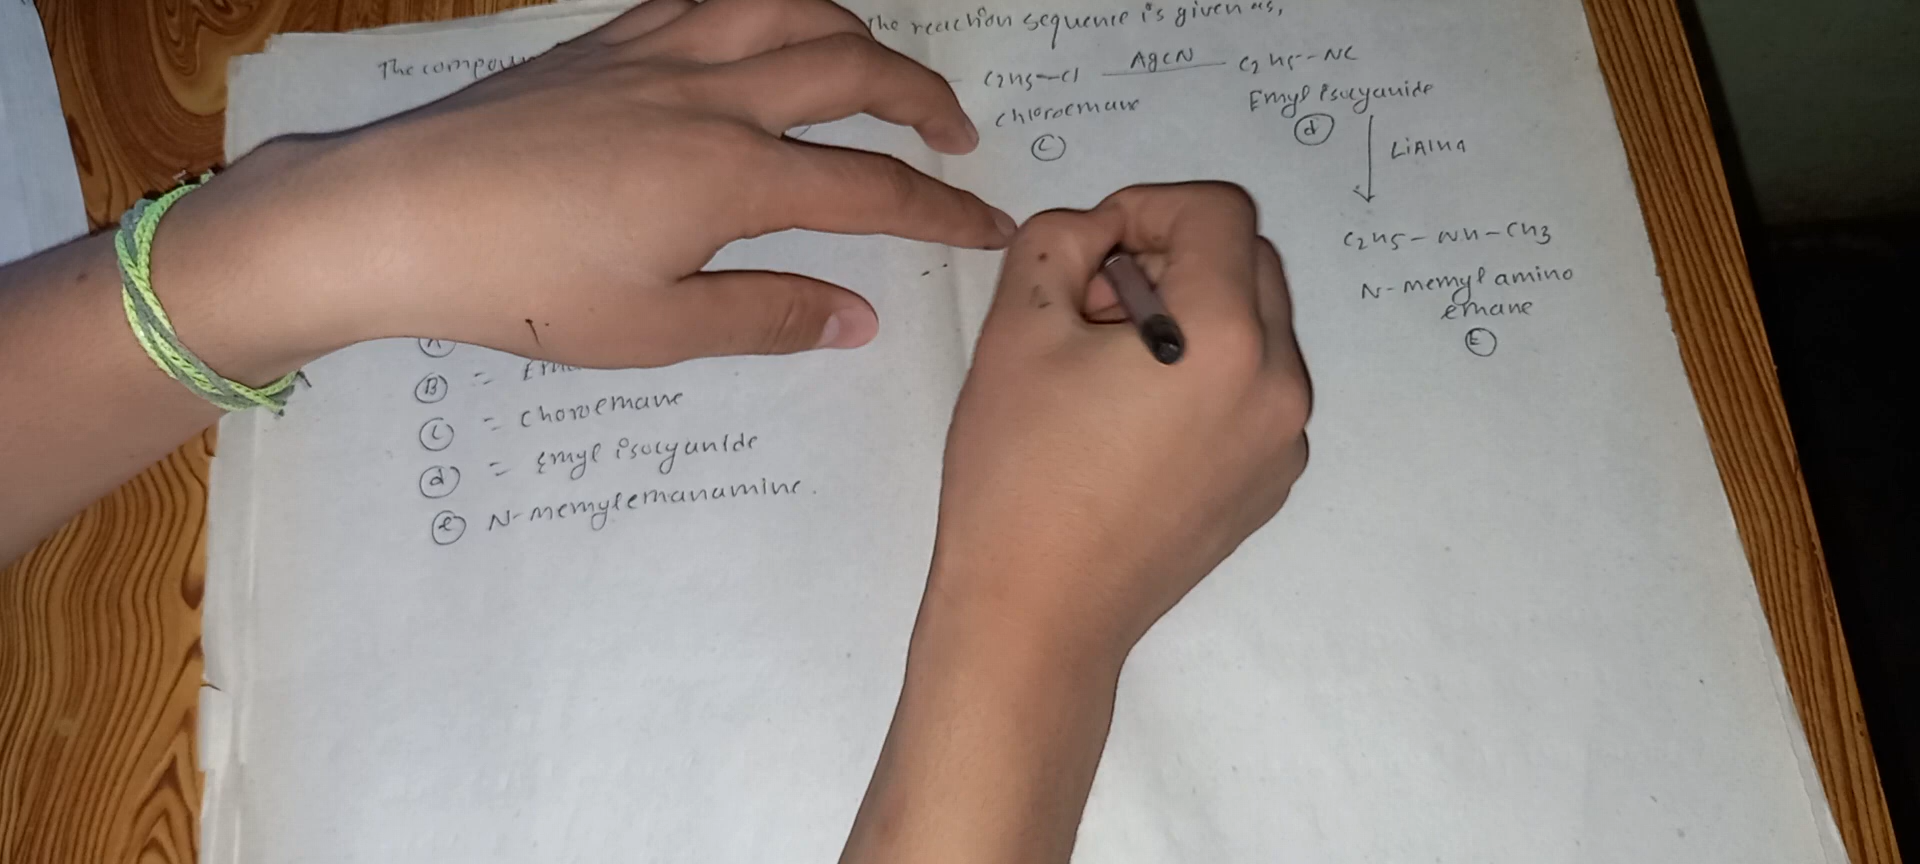 The compou
the reaction sequence is given as,
C2H5-Cl AgCN C2H5-NC
chloroethane
Ethyl isocyanide
C
d
LiAlH4
C2H5-NH-CH3
N-methyl amino
ethane
E
A
B =
C = Choroethane
d = Ethyl isocyanide
e N-methylethanamine.